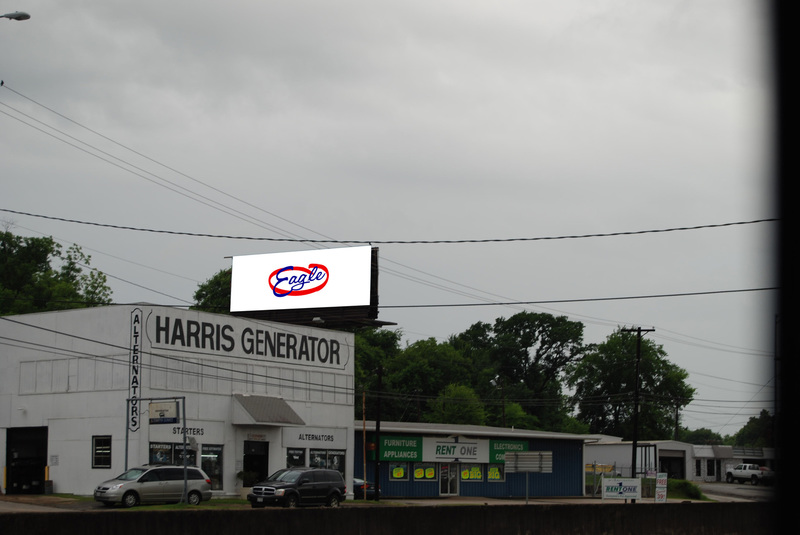 Eagle
HARRIS GENERATOR
ALTERNATORS
STARTERS
ALTERNATORS
FURNITURE
APPLIANCES
RENT ONE
ELECTRONICS
RENT ONE